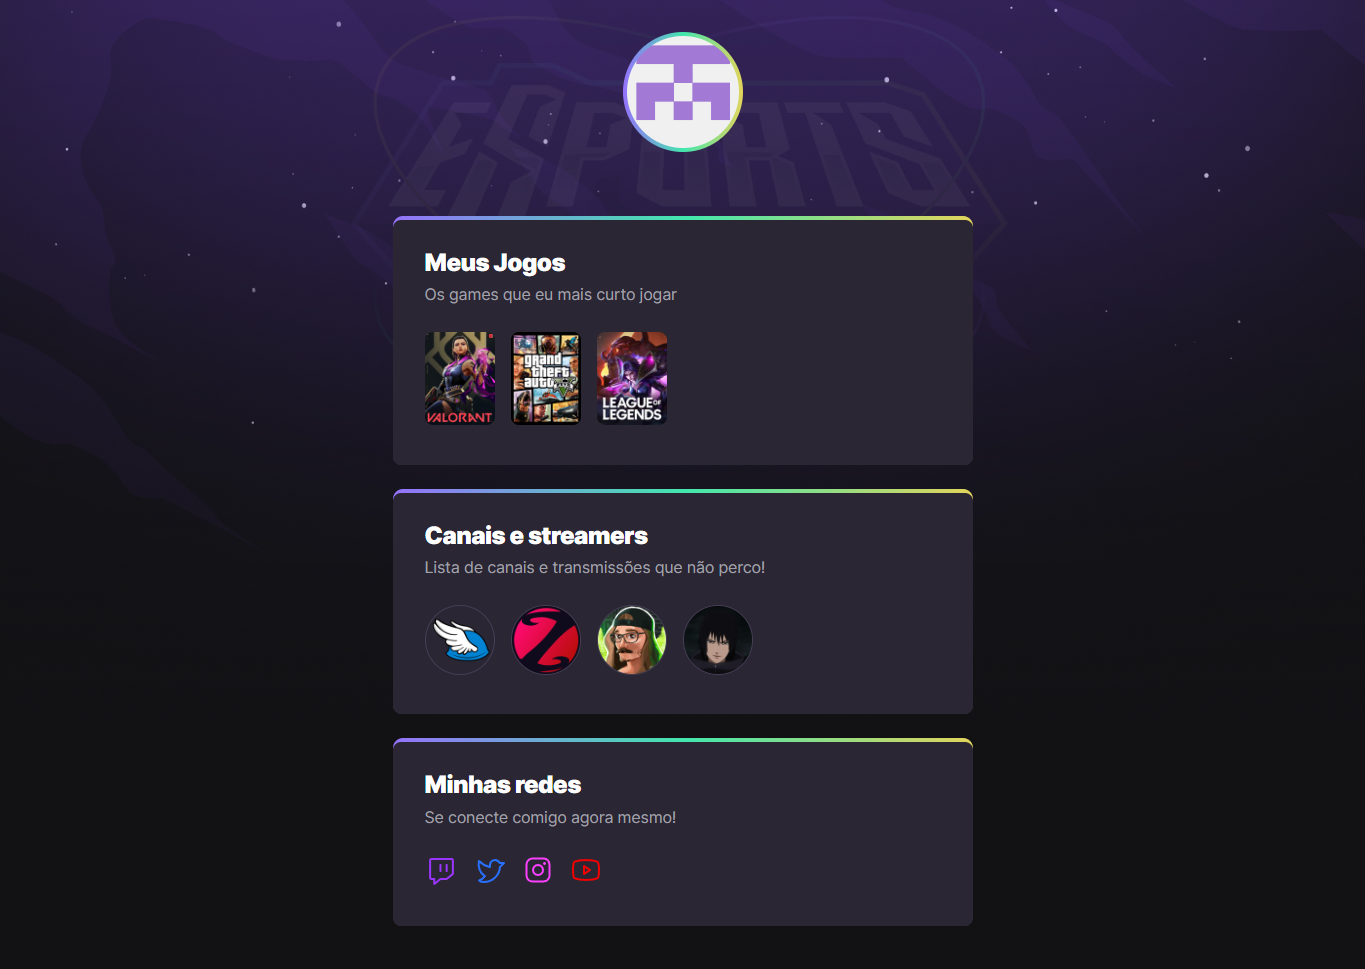 ESPORTS
Meus Jogos
Os games que eu mais curto jogar
VALORANT
grand
theft
auto
V
LEAGUE OF
LEGENDS
Canais e streamers
Lista de canais e transmissões que não perco!
Minhas redes
Se conecte comigo agora mesmo!